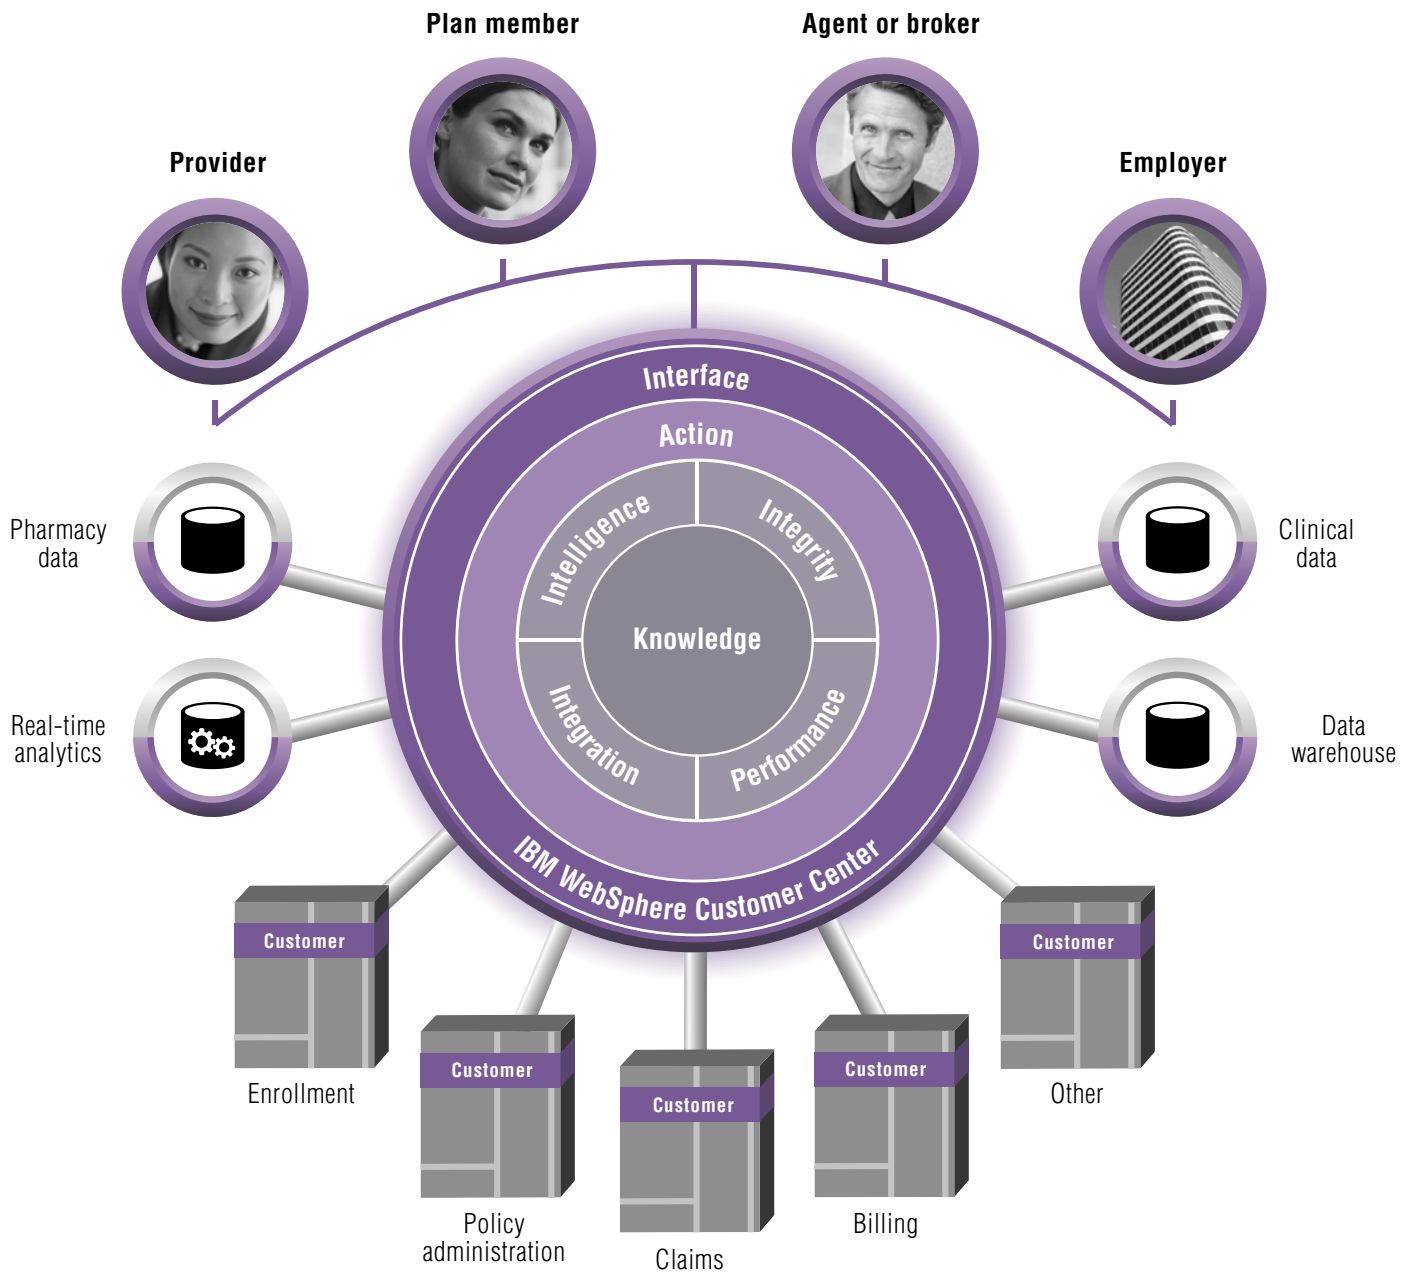 Plan member
Agent or broker
Provider
Employer
Interface
Action
Intelligence
Integrity
Knowledge
Integration
Performance
IBM WebSphere Customer Center
Pharmacy
data
Clinical
data
Real-time
analytics
Data
warehouse
Customer
Enrollment
Customer
Policy
administration
Customer
Claims
Customer
Billing
Customer
Other